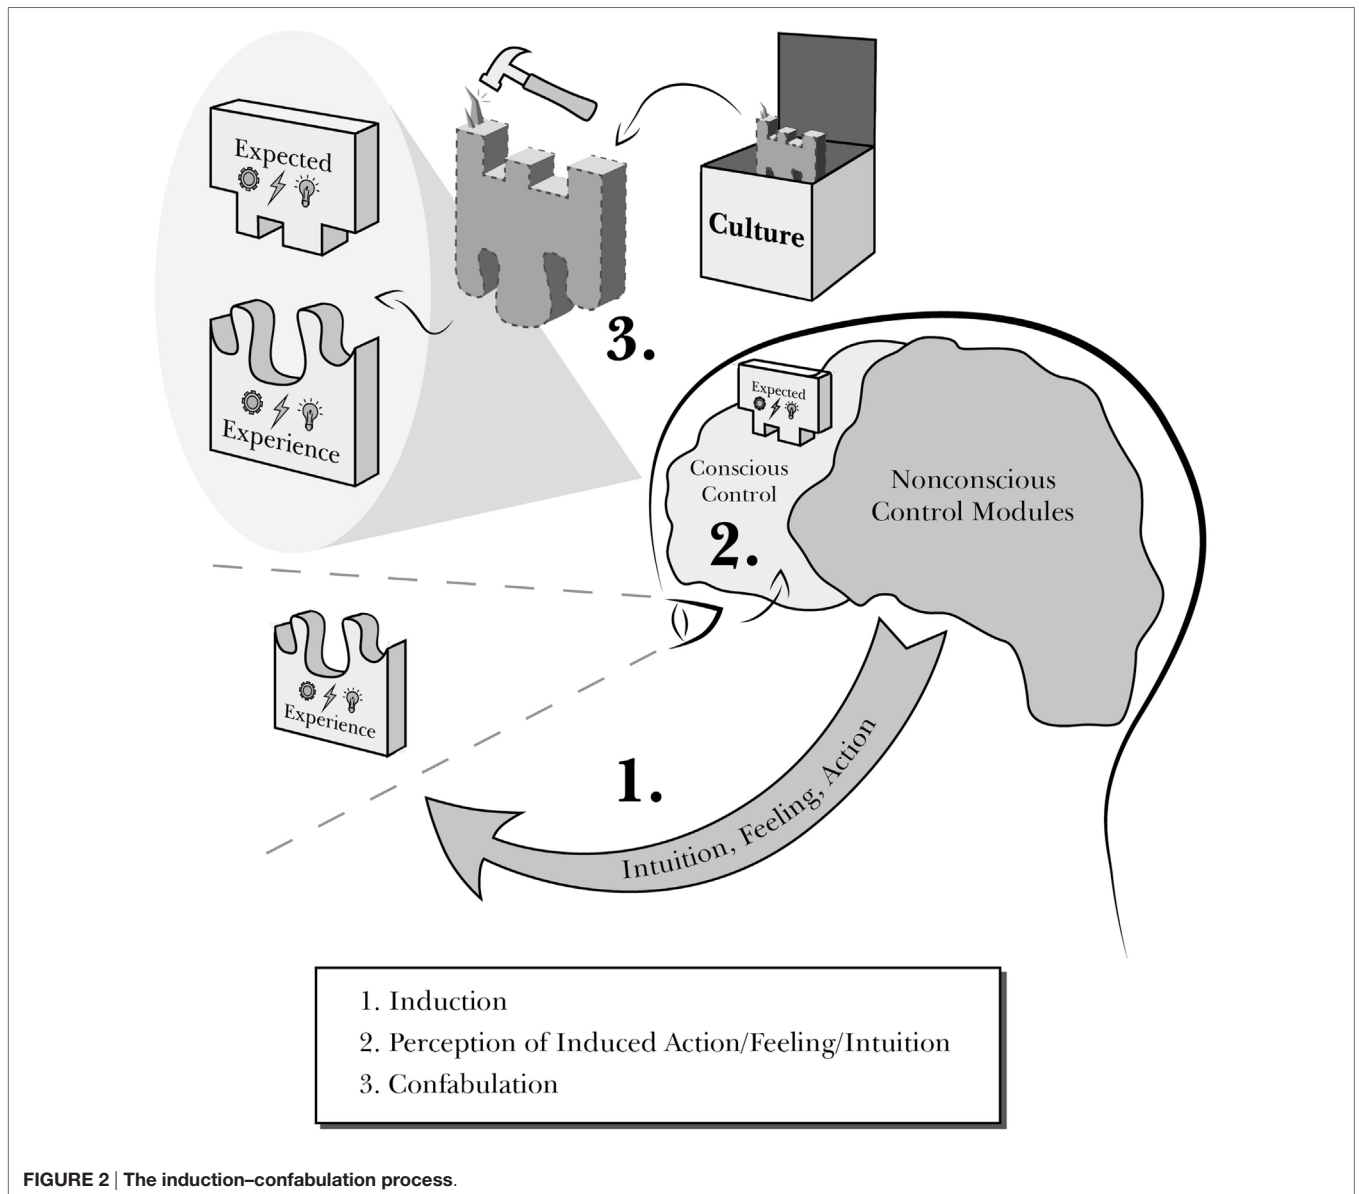 Expected
Experience
3.
Culture
Expected
Conscious
Control
2.
Nonconscious
Control Modules
Experience
1.
Intuition, Feeling, Action
1. Induction
2. Perception of Induced Action/Feeling/Intuition
3. Confabulation
FIGURE 2 | The induction–confabulation process.